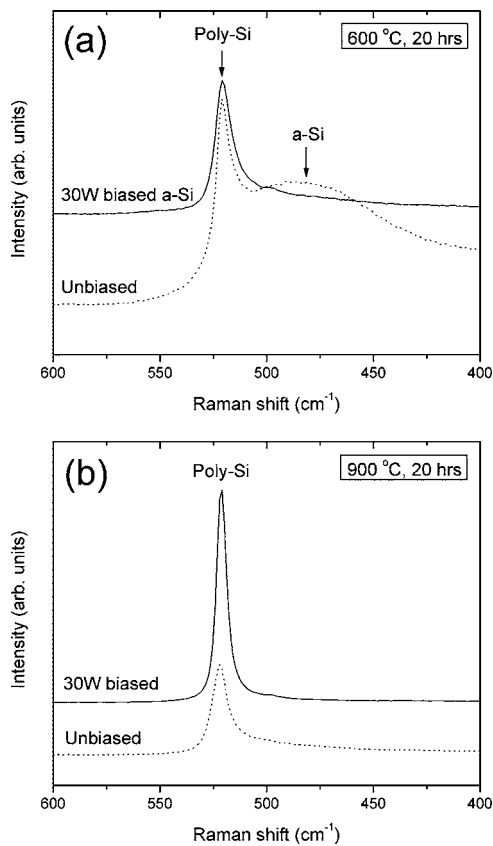 (a)
Poly-Si
600 °C, 20 hrs
a-Si
30W biased a-Si
Unbiased
Intensity (arb. units)
600 550 500 450 400
Raman shift (cm⁻¹)
(b)
Poly-Si
900 °C, 20 hrs
30W biased
Unbiased
Intensity (arb. units)
600 550 500 450 400
Raman shift (cm⁻¹)